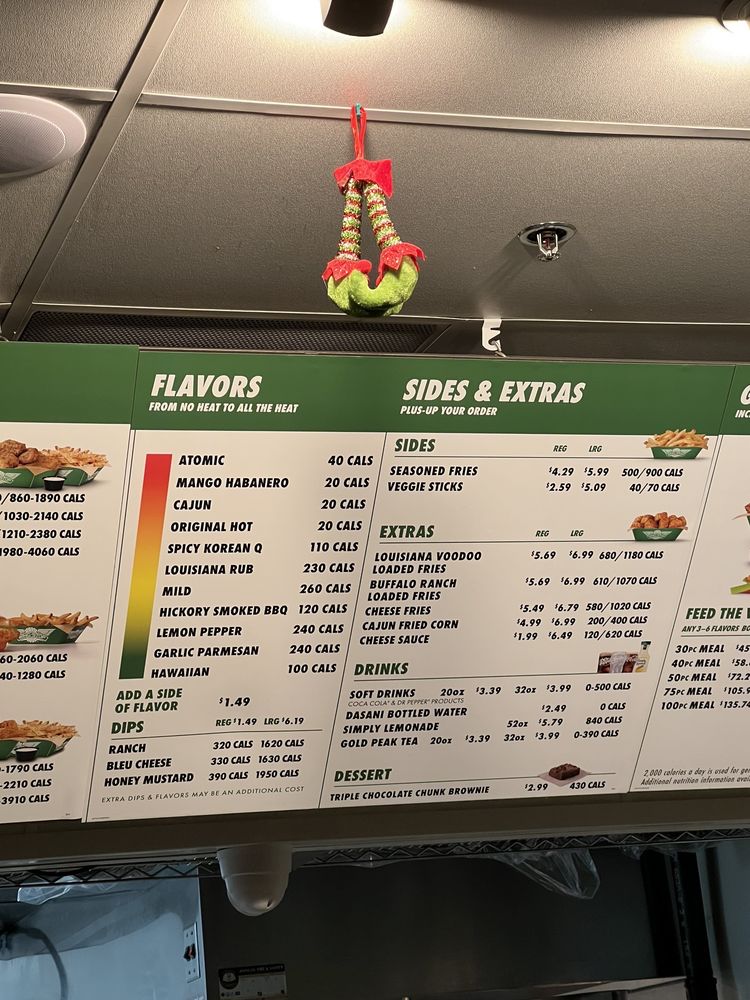 /860-1890 CALS
/1030-2140 CALS
1210-2380 CALS
1980-4060 CALS
60-2060 CALS
40-1280 CALS
0-1790 CALS
-2210 CALS
-3910 CALS
FLAVORS
FROM NO HEAT TO ALL THE HEAT
ATOMIC 40 CALS
MANGO HABANERO 20 CALS
CAJUN 20 CALS
ORIGINAL HOT 20 CALS
SPICY KOREAN Q 110 CALS
LOUISIANA RUB 230 CALS
MILD 260 CALS
HICKORY SMOKED BBQ 120 CALS
LEMON PEPPER 240 CALS
GARLIC PARMESAN 240 CALS
HAWAIIAN 100 CALS
ADD A SIDE
OF FLAVOR $1.49
DIPS REG $1.49 LRG $6.19
RANCH 320 CALS 1620 CALS
BLEU CHEESE 330 CALS 1630 CALS
HONEY MUSTARD 390 CALS 1950 CALS
EXTRA DIPS & FLAVORS MAY BE AN ADDITIONAL COST
SIDES & EXTRAS
PLUS-UP YOUR ORDER
SIDES REG LRG
SEASONED FRIES $4.29 $5.99 500/900 CALS
VEGGIE STICKS $2.59 $5.09 40/70 CALS
EXTRAS REG LRG
LOUISIANA VOODOO
LOADED FRIES $5.69 $6.99 680/1180 CALS
BUFFALO RANCH
LOADED FRIES $5.69 $6.99 610/1070 CALS
CHEESE FRIES $5.49 $6.79 580/1020 CALS
CAJUN FRIED CORN $4.99 $6.99 200/400 CALS
CHEESE SAUCE $1.99 $6.49 120/620 CALS
DRINKS
SOFT DRINKS 20oz $3.39 32oz $3.99 0-500 CALS
COCA COLA® & DR PEPPER® PRODUCTS
DASANI BOTTLED WATER $2.49 0 CALS
SIMPLY LEMONADE 52oz $5.79 840 CALS
GOLD PEAK TEA 20oz $3.39 32oz $3.99 0-390 CALS
DESSERT
TRIPLE CHOCOLATE CHUNK BROWNIE $2.99 430 CALS
FEED THE
ANY 3-6 FLAVORS
30PC MEAL $45
40PC MEAL $58.
50PC MEAL $72.2
75PC MEAL $105.9
100PC MEAL $135.74
2,000 calories a day is used for
Additional nutrition information